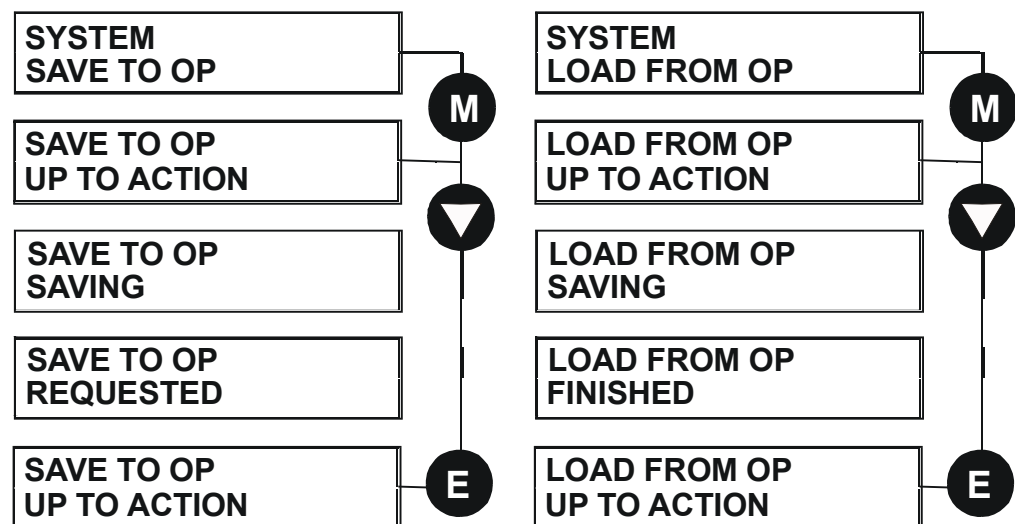 SYSTEM
SAVE TO OP
M
SAVE TO OP
UP TO ACTION
SAVE TO OP
SAVING
SAVE TO OP
REQUESTED
SAVE TO OP
UP TO ACTION
E
SYSTEM
LOAD FROM OP
M
LOAD FROM OP
UP TO ACTION
LOAD FROM OP
SAVING
LOAD FROM OP
FINISHED
LOAD FROM OP
UP TO ACTION
E